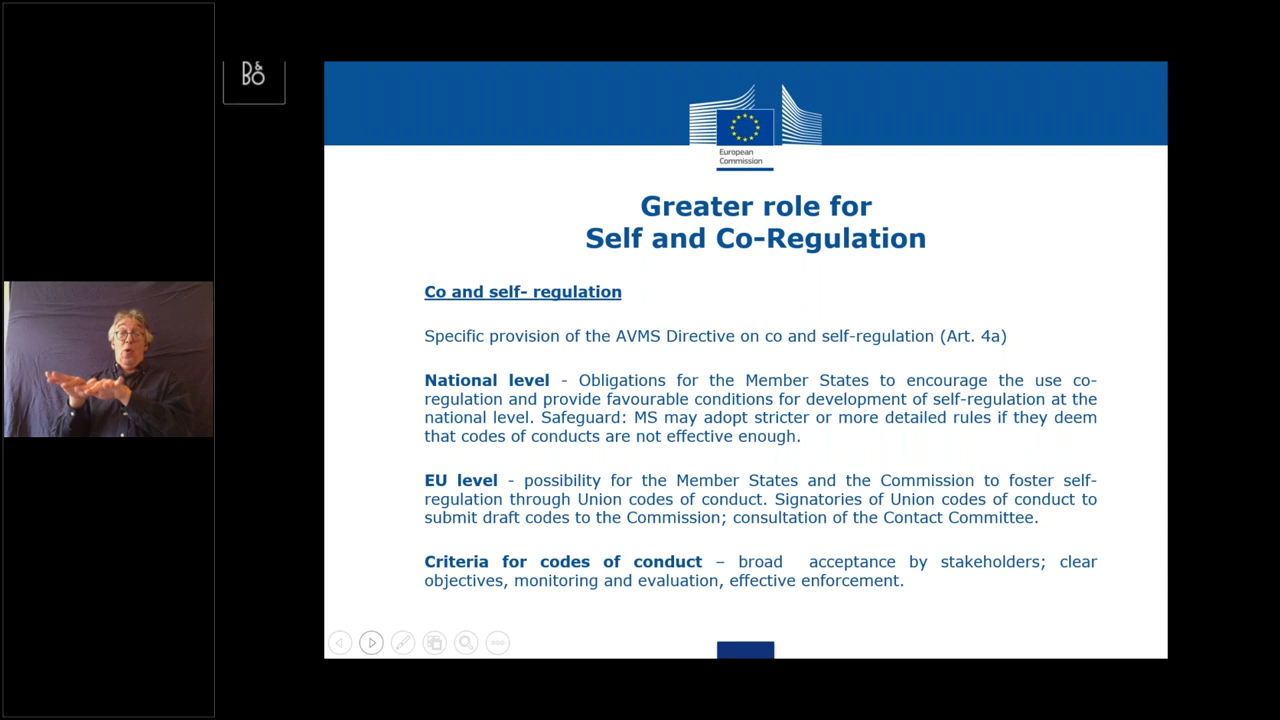 B&
BO
European
Commission
Greater role for
Self and Co-Regulation
Co and self- regulation
Specific provision of the AVMS Directive on co and self-regulation (Art. 4a)
National level - Obligations for the Member States to encourage the use co-
regulation and provide favourable conditions for development of self-regulation at the
national level. Safeguard: MS may adopt stricter or more detailed rules if they deem
that codes of conducts are not effective enough.
EU level - possibility for the Member States and the Commission to foster self-
regulation through Union codes of conduct. Signatories of Union codes of conduct to
submit draft codes to the Commission; consultation of the Contact Committee.
Criteria for codes of conduct – broad  acceptance by stakeholders; clear
objectives, monitoring and evaluation, effective enforcement.